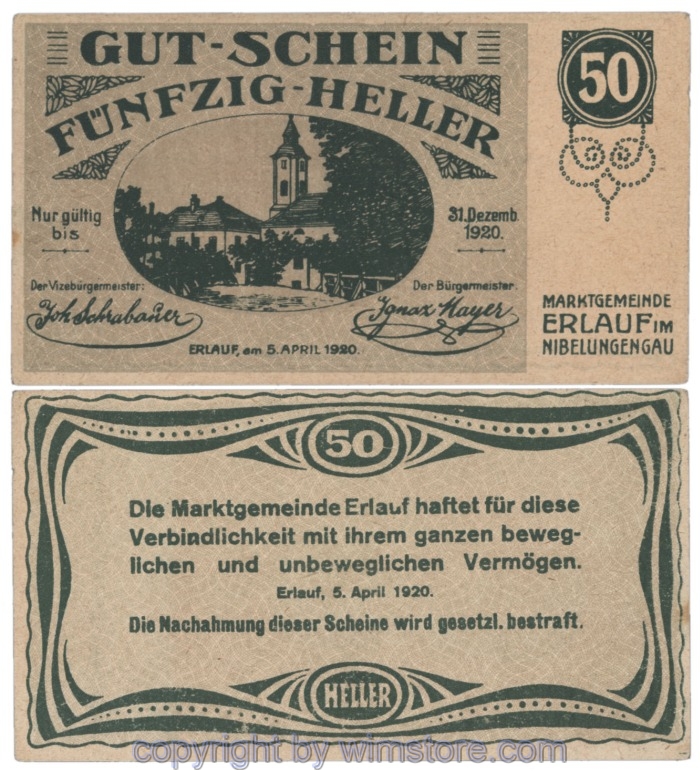 GUT-SCHEIN
FÜNFZIG-HELLER
50
Nur gültig
bis
31. Dezemb.
1920.
Der Vizebürgermeister:
Joh Schrabauer
Der Bürgermeister.
Ignaz Mayer
ERLAUF, am 5. APRIL 1920.
MARKTGEMEINDE
ERLAUF IM
NIBELUNGENGAU
50
Die Marktgemeinde Erlauf haftet für diese
Verbindlichkeit mit ihrem ganzen beweg-
lichen und unbeweglichen Vermögen.
Erlauf, 5. April 1920.
Die Nachahmung dieser Scheine wird gesetzl. bestraft.
HELLER
copyright by wimstore.com